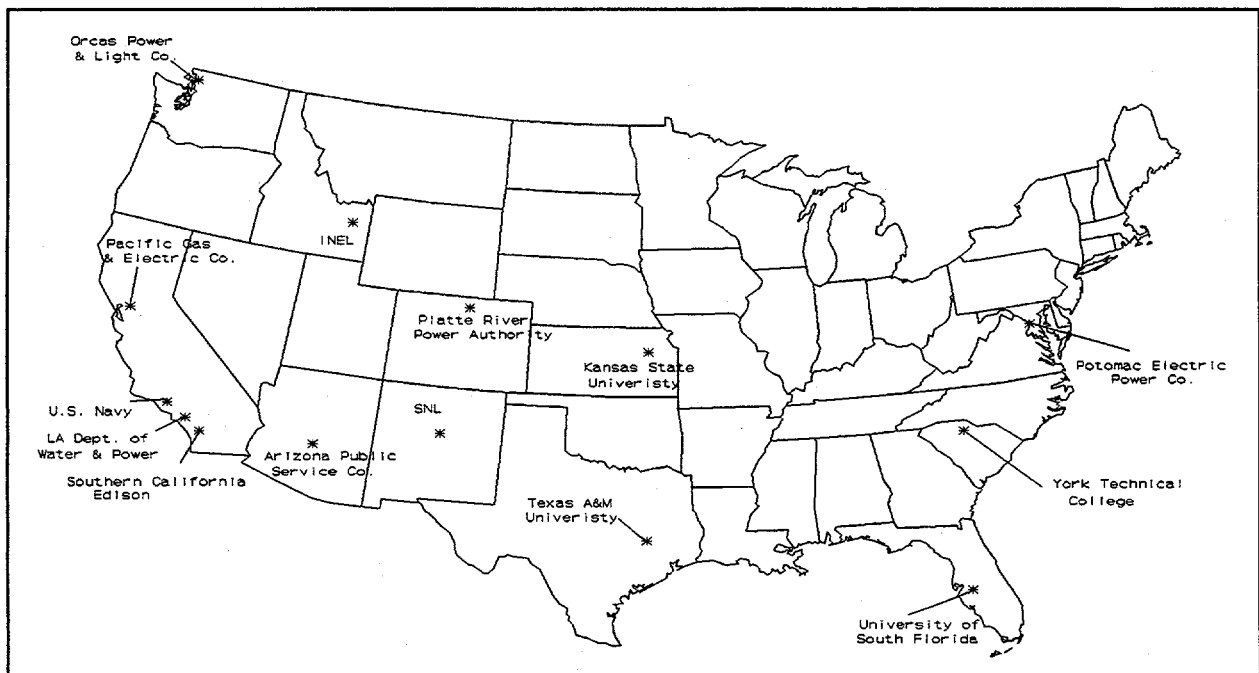 Orcas Power
& Light Co.
INEL
Pacific Gas
& Electric Co.
Platte River
Power Authority
Kansas State
Univeristy
Potomac Electric
Power Co.
U.S. Navy
LA Dept. of
Water & Power
Southern California
Edison
Arizona Public
Service Co.
SNL
Texas A&M
Univeristy
York Technical
College
University of
South Florida